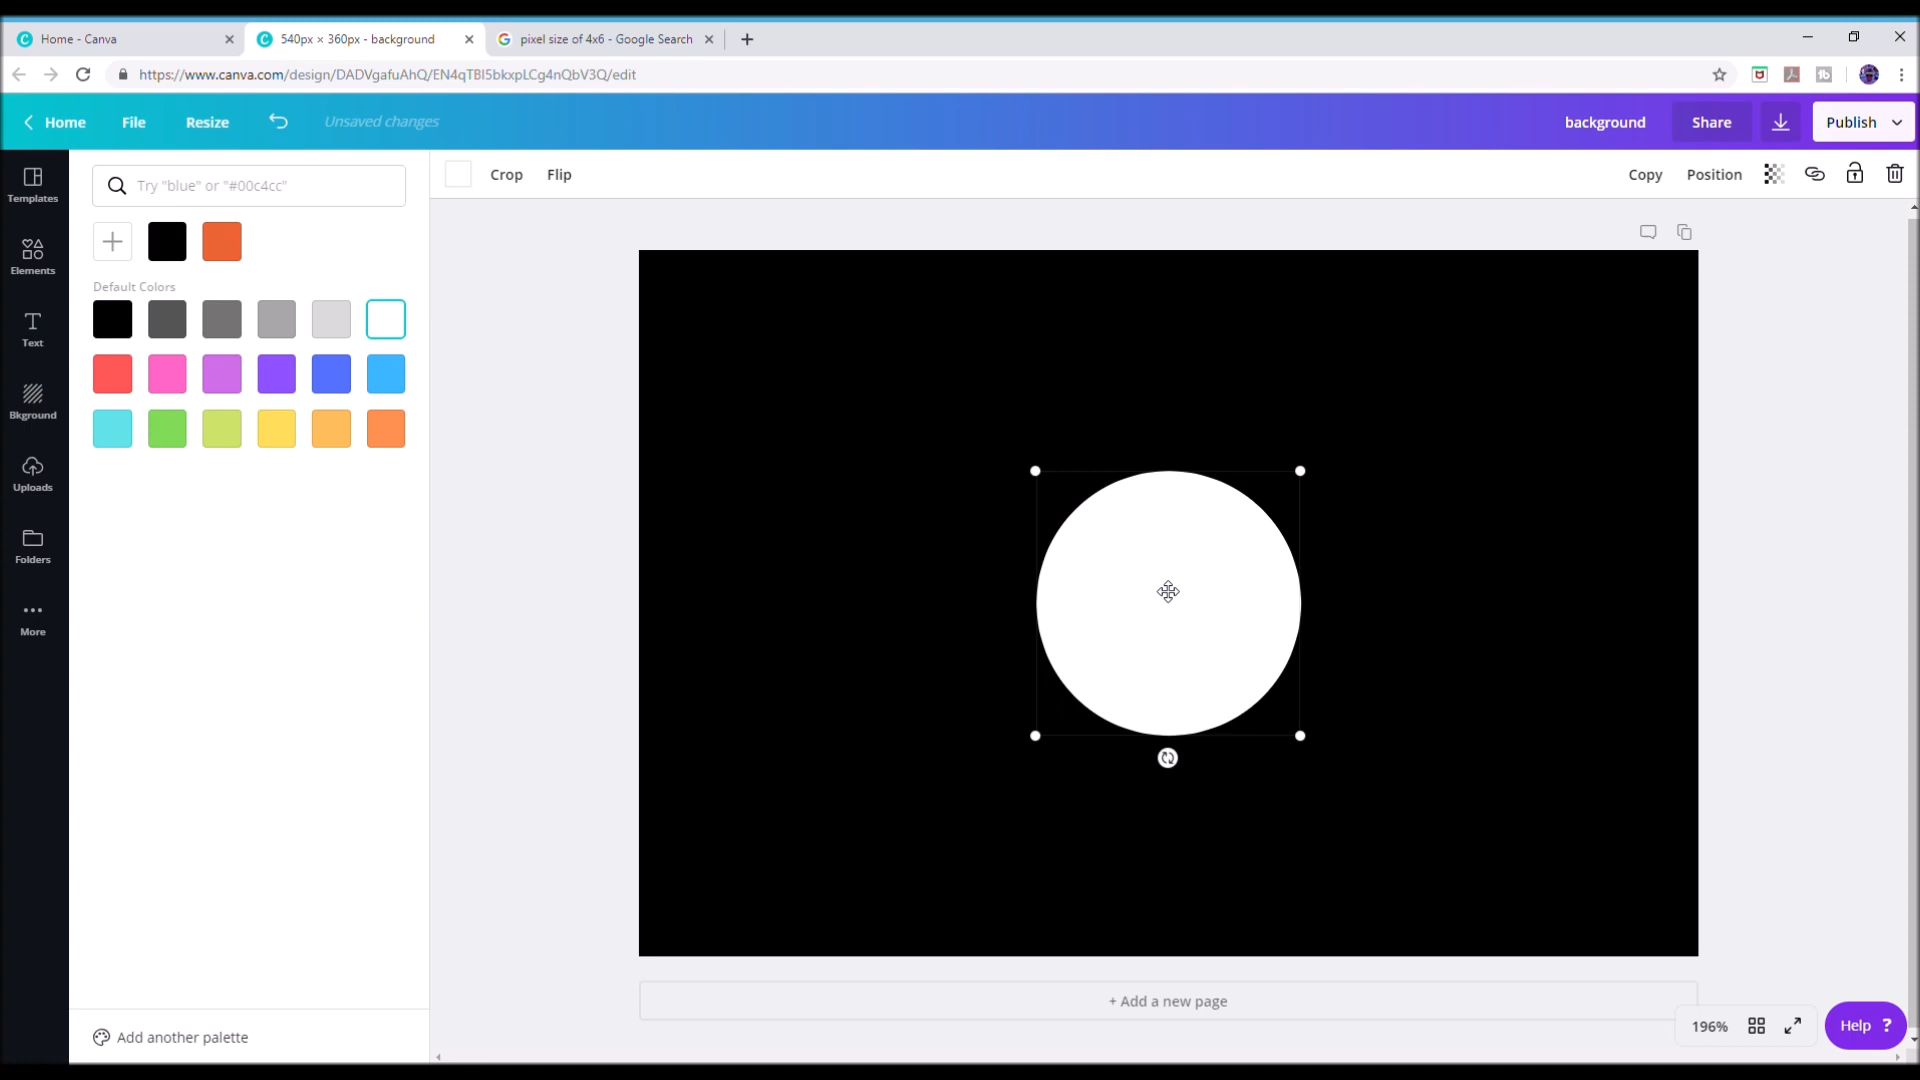 Home - Canva
540px × 360px - background
pixel size of 4x6 - Google Search
https://www.canva.com/design/DADVgafuAhQ/EN4qTBI5bkxpLCg4nQbV3Q/edit
Home
File
Resize
Unsaved changes
background
Share
Publish
Templates
Elements
Text
Bkground
Uploads
Folders
More
Try "blue" or "#00c4cc"
Default Colors
Add another palette
Crop
Flip
Copy
Position
+ Add a new page
196%
Help ?